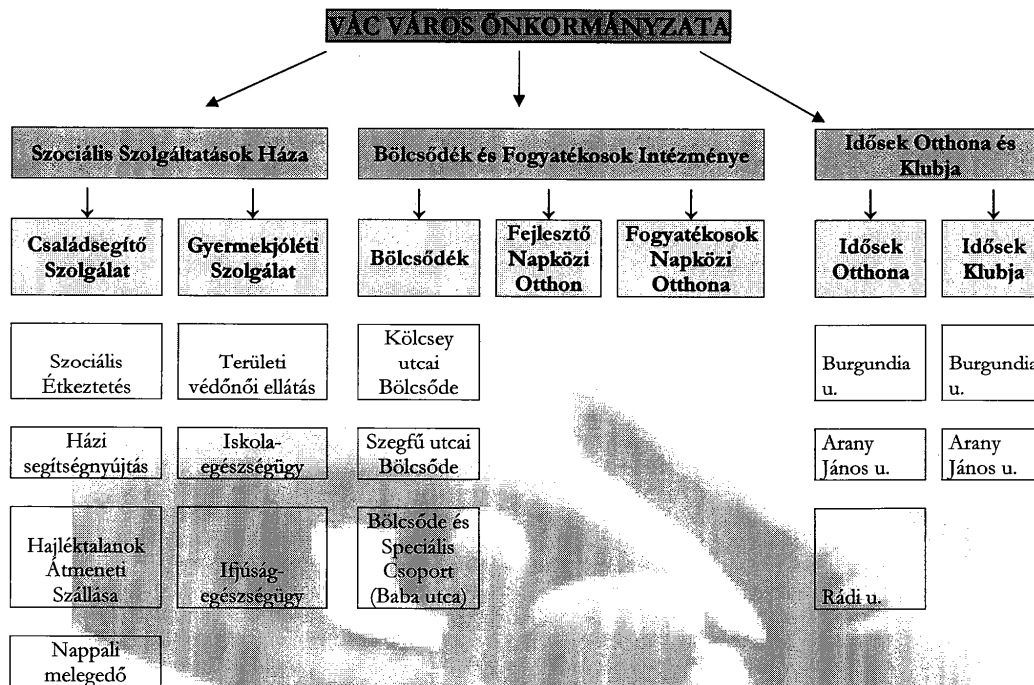 VÁC VÁROS ÖNKORMÁNYZATA
Szociális Szolgáltatások Háza
Bölcsődék és Fogyatékosok Intézménye
Idősek Otthona és
Klubja
Családsegítő
Szolgálat
Gyermekjóléti
Szolgálat
Bölcsődék
Fejlesztő
Napközi
Otthon
Fogyatékosok
Napközi
Otthona
Idősek
Otthona
Idősek
Klubja
Szociális
Étkeztetés
Területi
védőnői ellátás
Kölcsey
utcai
Bölcsőde
Burgundia
u.
Burgundia
u.
Házi
segítségnyújtás
Iskola-
egészségügy
Szegfű utcai
Bölcsőde
Arany
János u.
Arany
János u.
Hajléktalanok
Átmeneti
Szállása
Ifjúság-
egészségügy
Bölcsőde és
Speciális
Csoport
(Baba utca)
Rádi u.
Nappali
melegedő